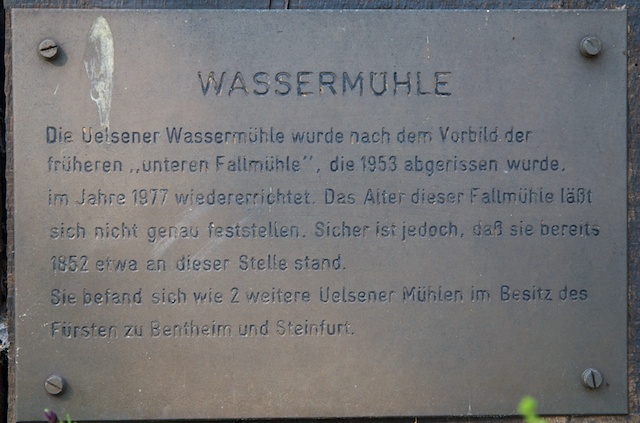 WASSERMÜHLE
Die Uelsener Wassermühle wurde nach dem Vorbild der
früheren „unteren Fallmühle", die 1953 abgerissen wurde,
im Jahre 1977 wiedererrichtet. Das Alter dieser Fallmühle läßt
sich nicht genau feststellen. Sicher ist jedoch, daß sie bereits
1852 etwa an dieser Stelle stand.
Sie befand sich wie 2 weitere Uelsener Mühlen im Besitz des
Fürsten zu Bentheim und Steinfurt.